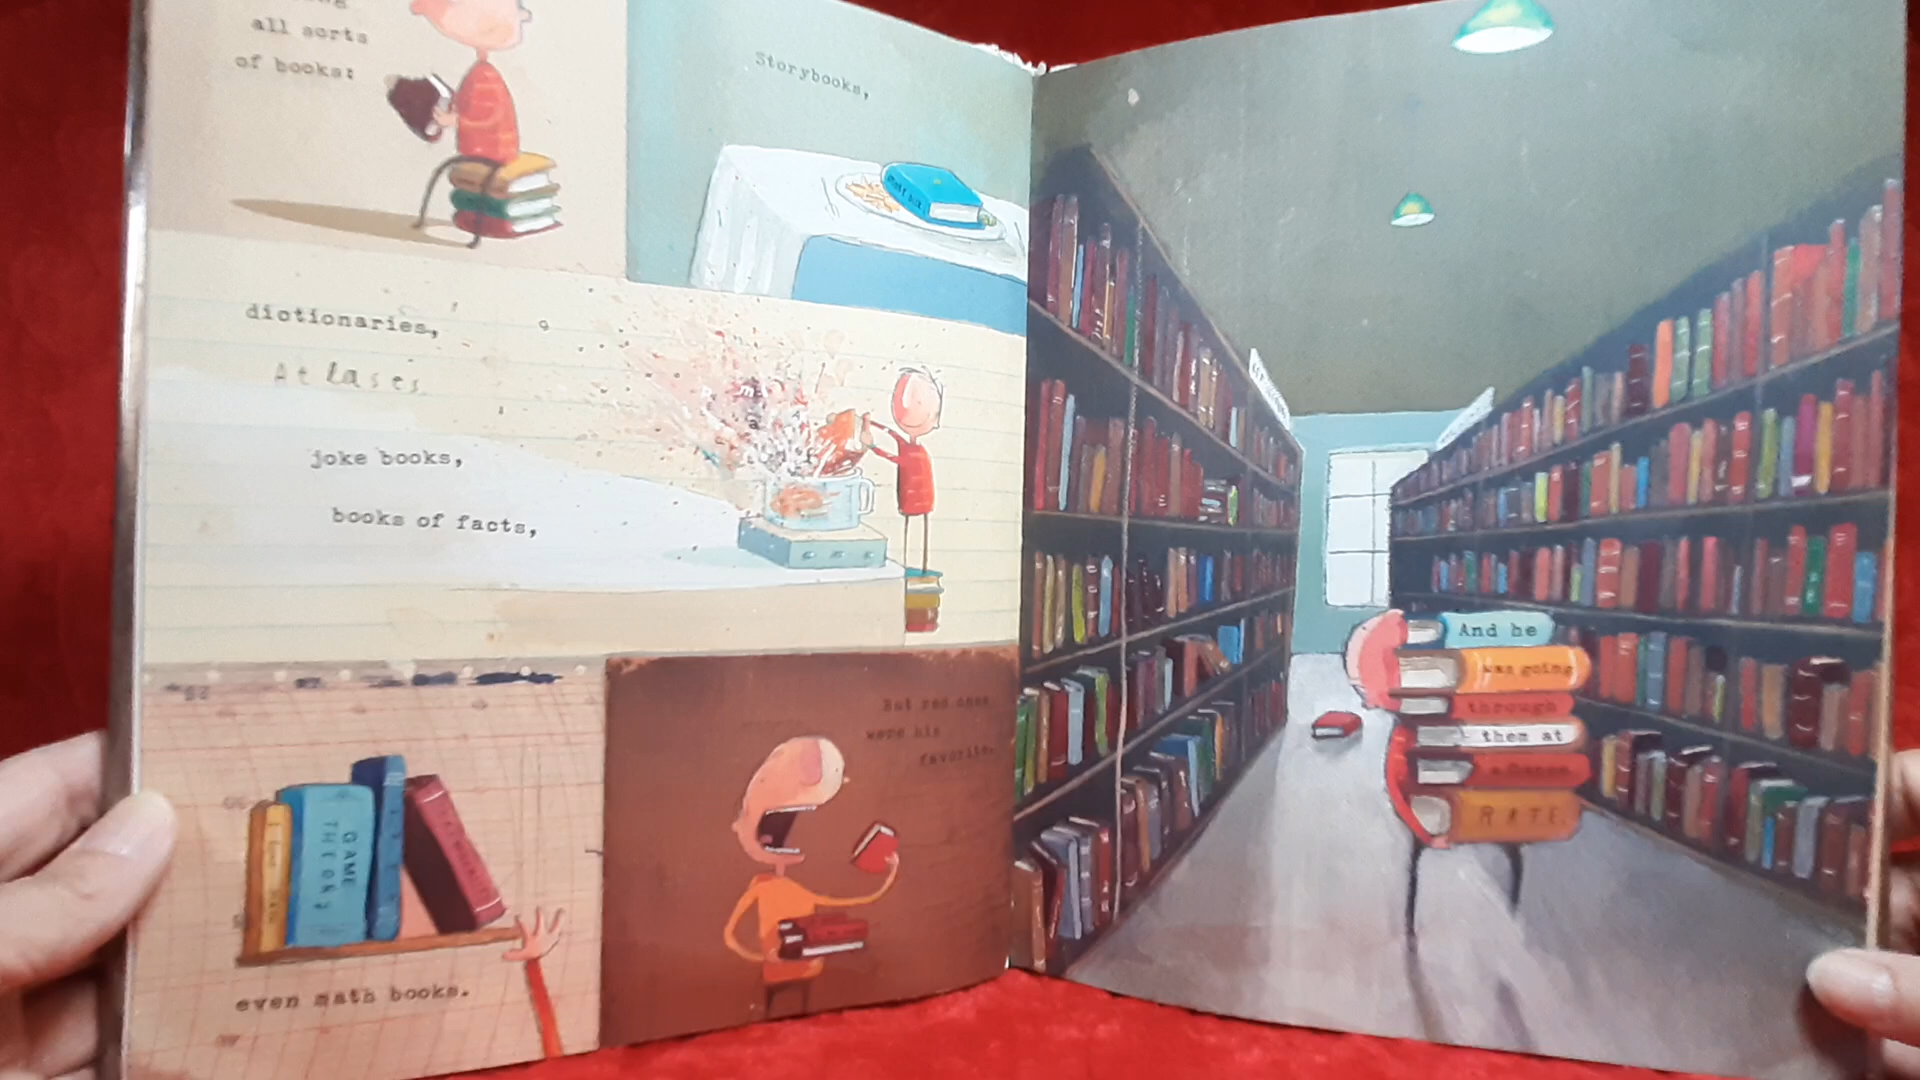 all sorts
of books:
Storybooks,
dictionaries,
Atlases
joke books,
books of facts,
GAME
THEORY
even math books.
But red ones
were his
favorite.
And he
was going
through
them at
a fierce
RATE.